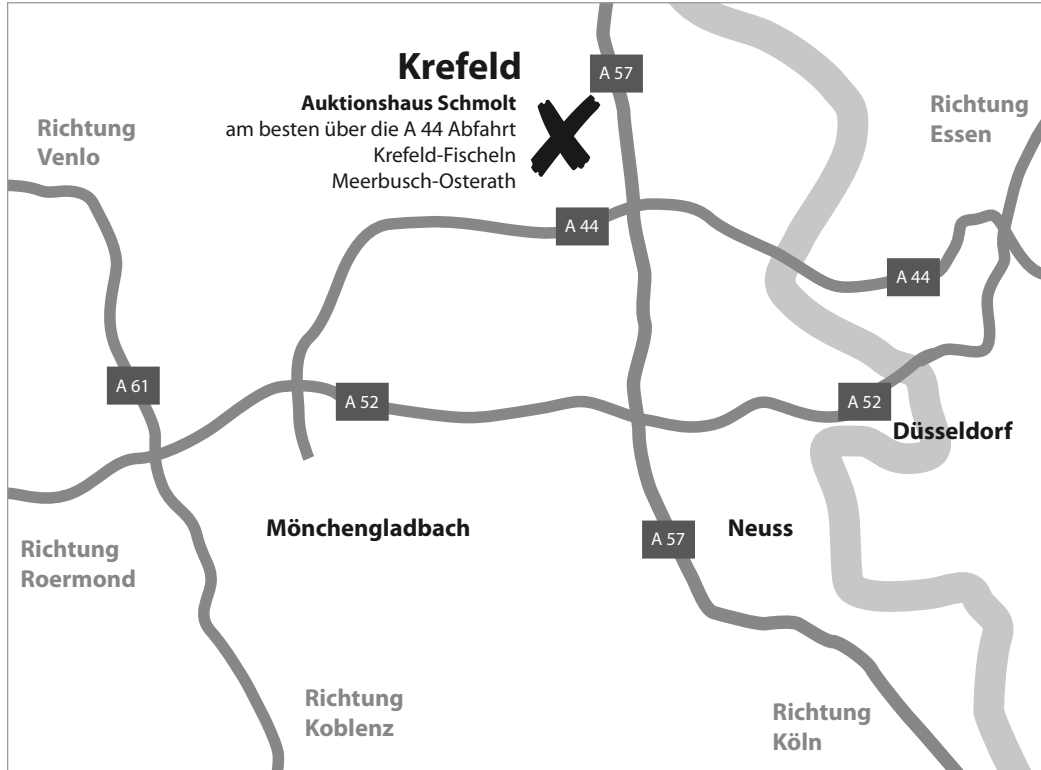 Krefeld
Auktionshaus Schmolt
am besten über die A 44 Abfahrt
Krefeld-Fischeln
Meerbusch-Osterath
A 57
Richtung
Venlo
Richtung
Essen
A 44
A 44
A 61
A 52
A 52
Düsseldorf
Mönchengladbach
A 57
Neuss
Richtung
Roermond
Richtung
Koblenz
Richtung
Köln